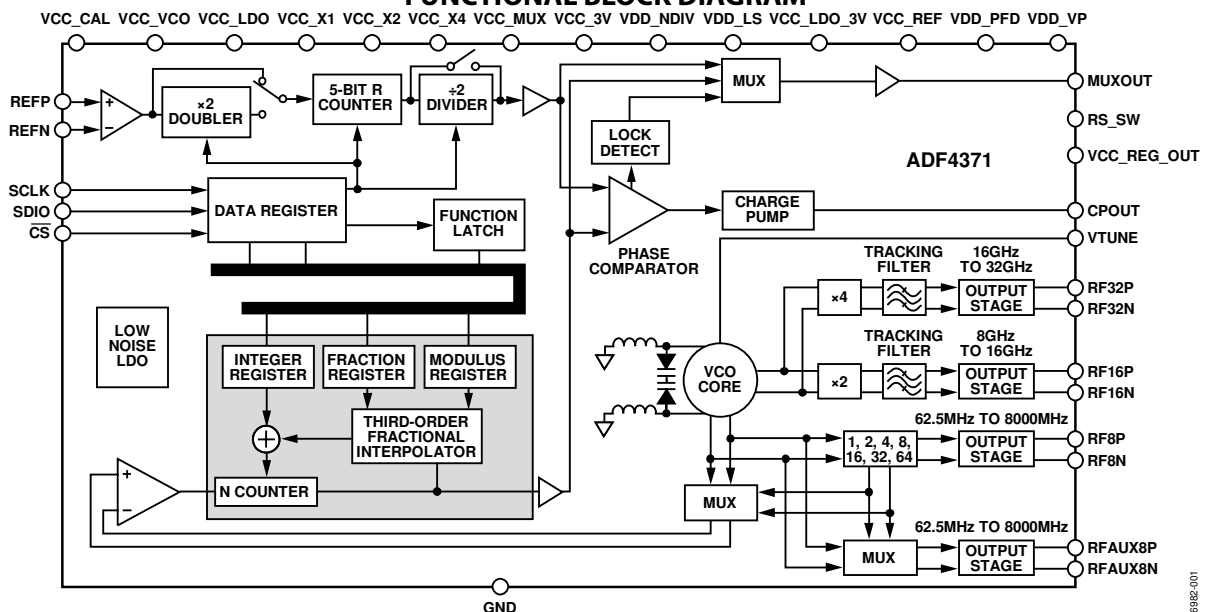 FUNCTIONAL BLOCK DIAGRAM
VCC_CAL VCC_VCO VCC_LDO VCC_X1 VCC_X2 VCC_X4 VCC_MUX VCC_3V VDD_NDIV VDD_LS VCC_LDO_3V VCC_REF VDD_PFD VDD_VP
REFP
REFN
+
–
×2
DOUBLER
5-BIT R
COUNTER
÷2
DIVIDER
MUX
MUXOUT
RS_SW
LOCK
DETECT
ADF4371
VCC_REG_OUT
SCLK
SDIO
CS
DATA REGISTER
FUNCTION
LATCH
PHASE
COMPARATOR
CHARGE
PUMP
CPOUT
VTUNE
TRACKING
FILTER
16GHz
TO 32GHz
×4
OUTPUT
STAGE
RF32P
RF32N
LOW
NOISE
LDO
INTEGER
REGISTER
FRACTION
REGISTER
MODULUS
REGISTER
VCO
CORE
TRACKING
FILTER
8GHz
TO 16GHz
×2
OUTPUT
STAGE
RF16P
RF16N
+
THIRD-ORDER
FRACTIONAL
INTERPOLATOR
62.5MHz TO 8000MHz
1, 2, 4, 8,
16, 32, 64
OUTPUT
STAGE
RF8P
RF8N
+
–
N COUNTER
MUX
62.5MHz TO 8000MHz
MUX
OUTPUT
STAGE
RFAUX8P
RFAUX8N
GND
6982-001